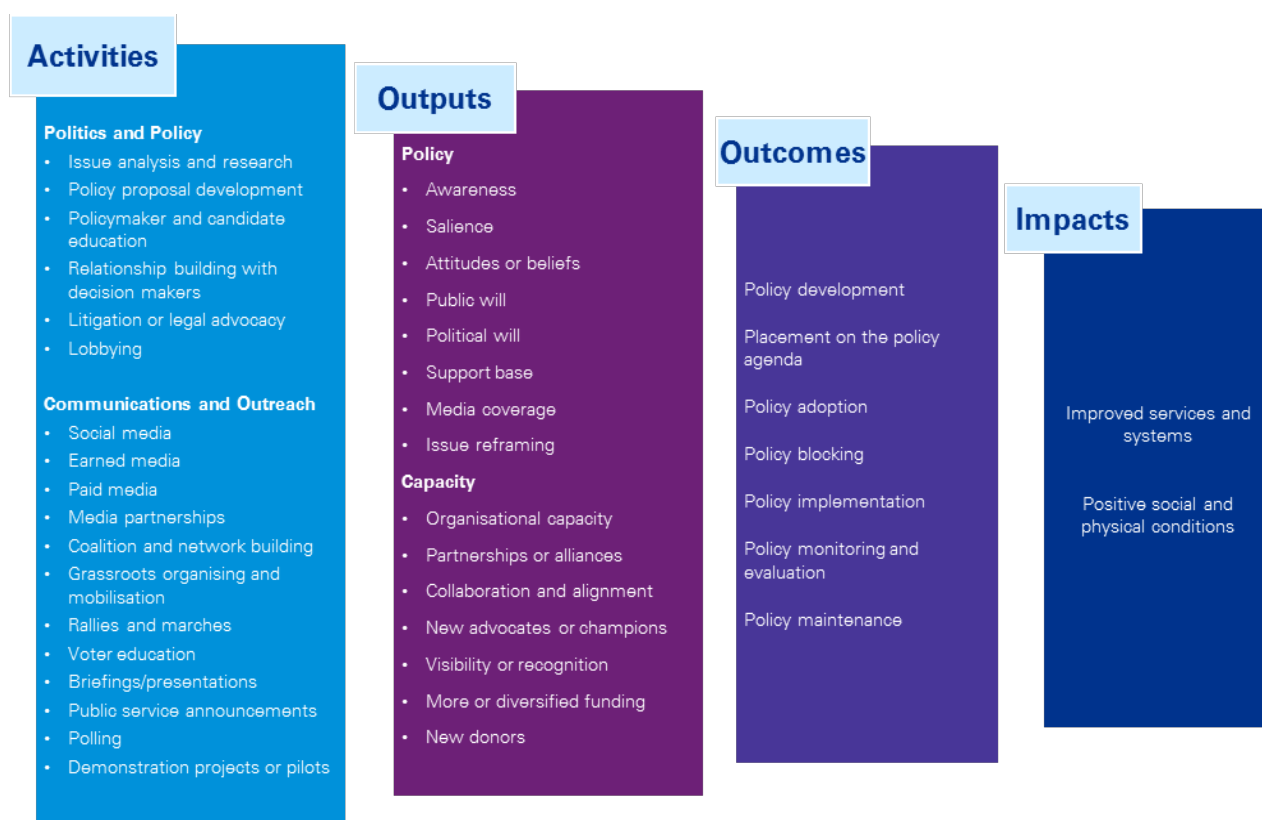 Activities
Politics and Policy
• Issue analysis and research
• Policy proposal development
• Policymaker and candidate
education
• Relationship building with
decision makers
• Litigation or legal advocacy
• Lobbying
Communications and Outreach
• Social media
• Earned media
• Paid media
• Media partnerships
• Coalition and network building
• Grassroots organising and
mobilisation
• Rallies and marches
• Voter education
• Briefings/presentations
• Public service announcements
• Polling
• Demonstration projects or pilots
Outputs
Policy
• Awareness
• Salience
• Attitudes or beliefs
• Public will
• Political will
• Support base
• Media coverage
• Issue reframing
Capacity
• Organisational capacity
• Partnerships or alliances
• Collaboration and alignment
• New advocates or champions
• Visibility or recognition
• More or diversified funding
• New donors
Outcomes
Policy development
Placement on the policy
agenda
Policy adoption
Policy blocking
Policy implementation
Policy monitoring and
evaluation
Policy maintenance
Impacts
Improved services and
systems
Positive social and
physical conditions